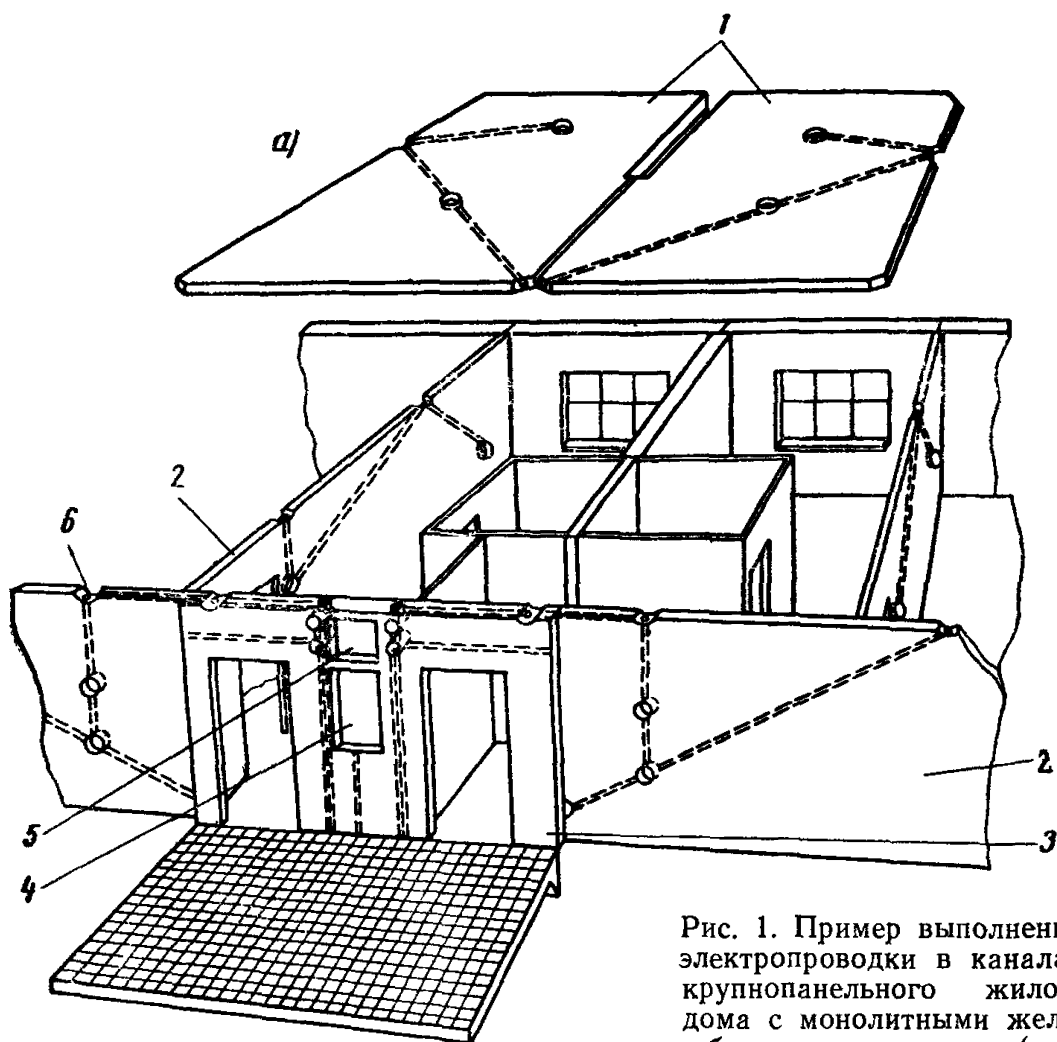 1
а)
2
6
2
5
3
4
Рис. 1. Пример выполнени
электропроводки в канала
крупнопанельного жило
дома с монолитными жел